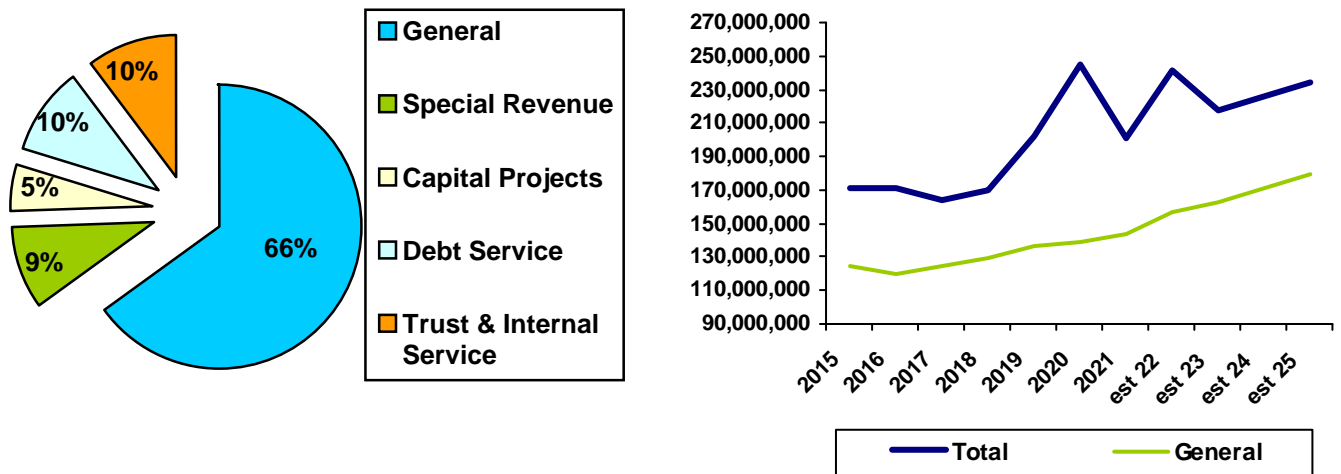 10%
10%
5%
9%
66%
General
Special Revenue
Capital Projects
Debt Service
Trust & Internal
Service
270,000,000
250,000,000
230,000,000
210,000,000
190,000,000
170,000,000
150,000,000
130,000,000
110,000,000
90,000,000
2015
2016
2017
2018
2019
2020
2021
est 22
est 23
est 24
est 25
Total
General